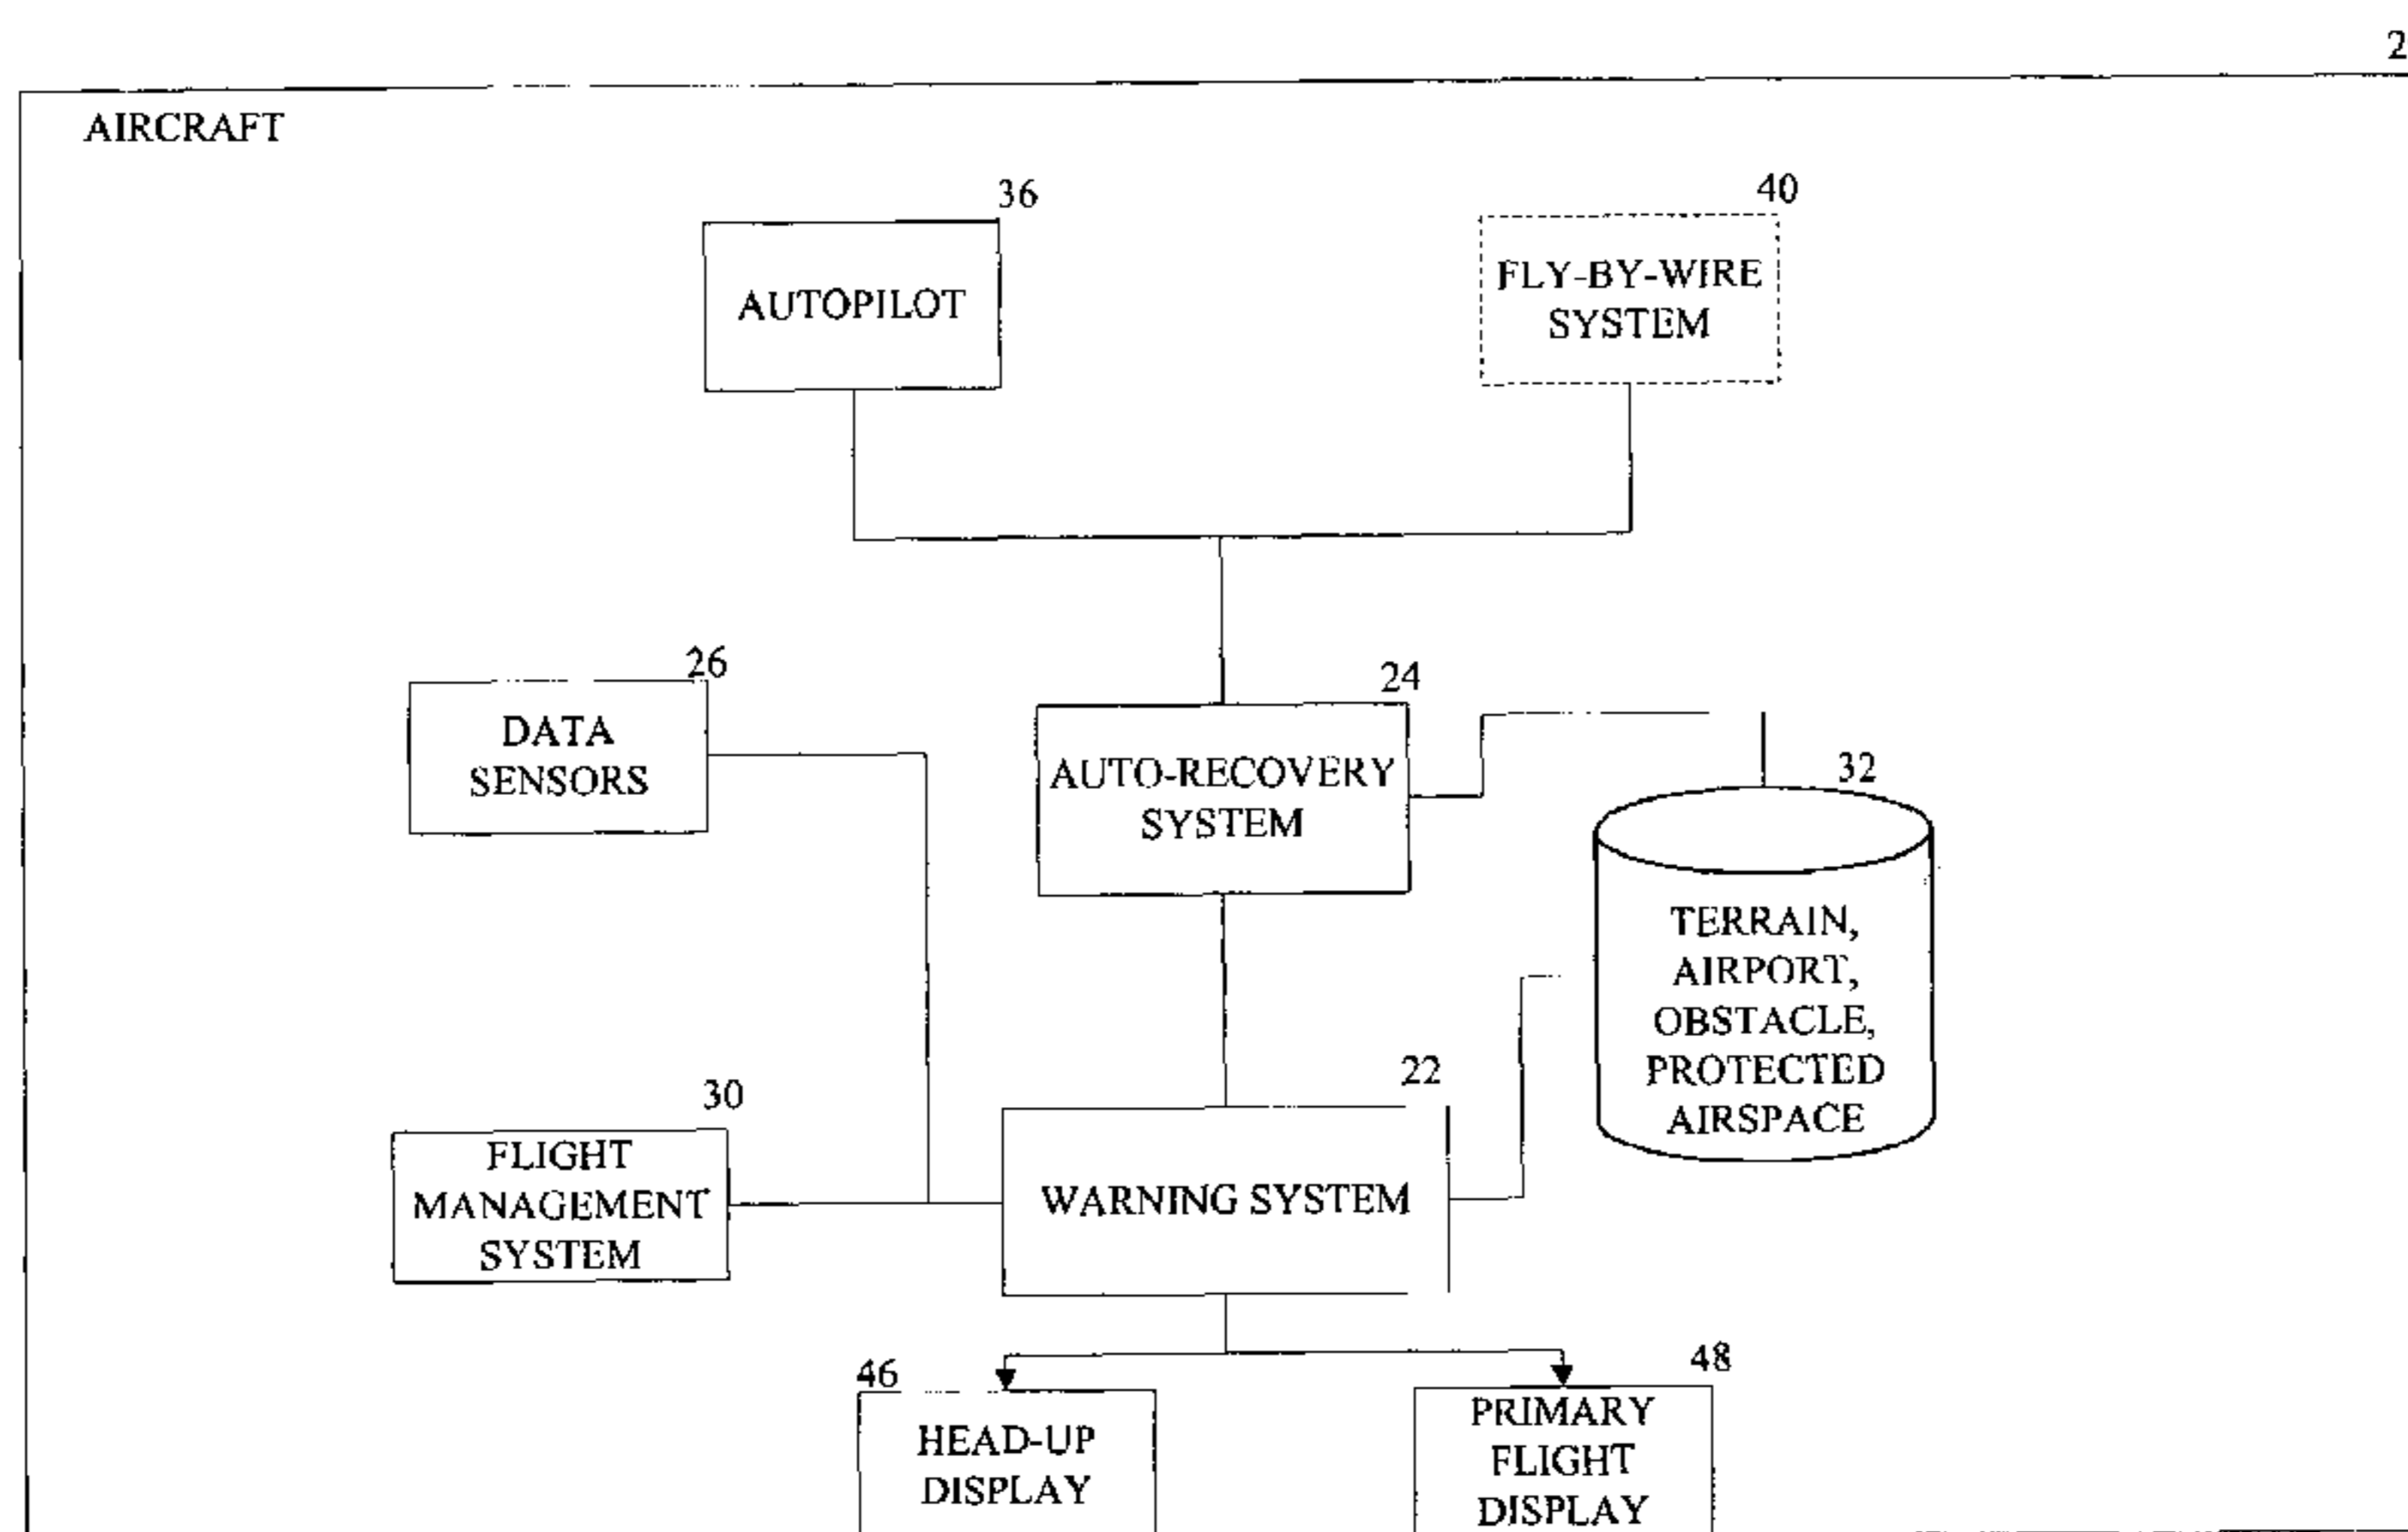 2
AIRCRAFT
36
AUTOPILOT
40
FLY-BY-WIRE
SYSTEM
26
DATA
SENSORS
24
AUTO-RECOVERY
SYSTEM
32
TERRAIN,
AIRPORT,
OBSTACLE,
PROTECTED
AIRSPACE
30
FLIGHT
MANAGEMENT
SYSTEM
22
WARNING SYSTEM
46
HEAD-UP
DISPLAY
48
PRIMARY
FLIGHT
DISPLAY